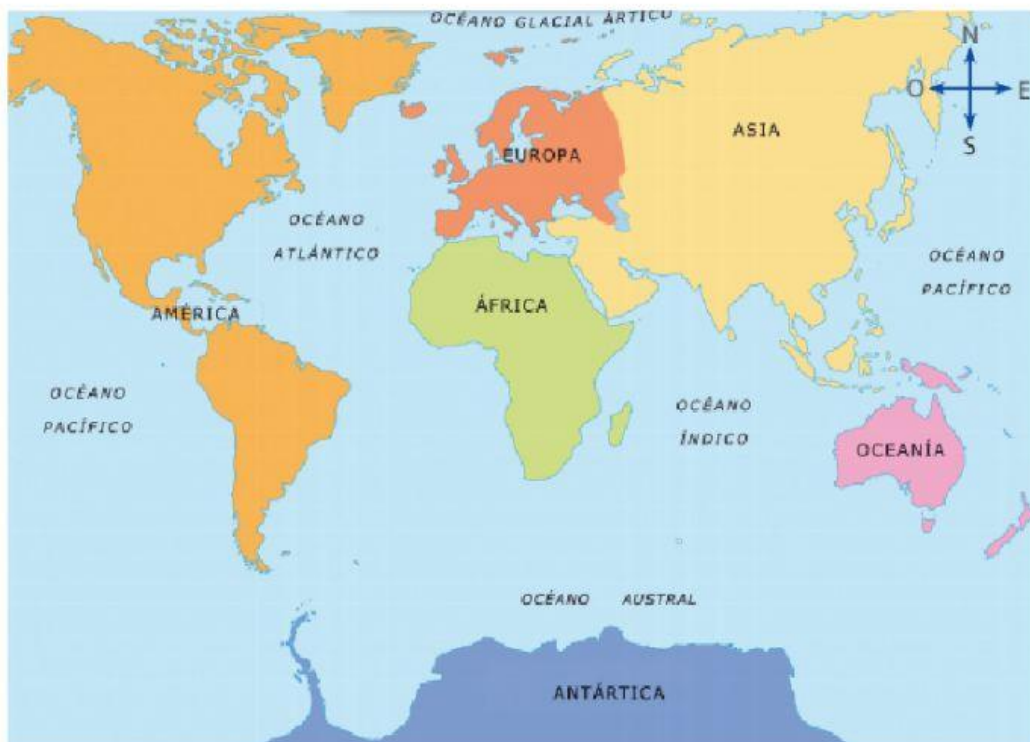 OCÉANO GLACIAL ÁRTICO
N
O
E
S
ASIA
EUROPA
OCÉANO
ATLÁNTICO
OCÉANO
PACÍFICO
AMÉRICA
ÁFRICA
OCÉANO
PACÍFICO
OCÉANO
ÍNDICO
OCEANÍA
OCÉANO AUSTRAL
ANTÁRTICA